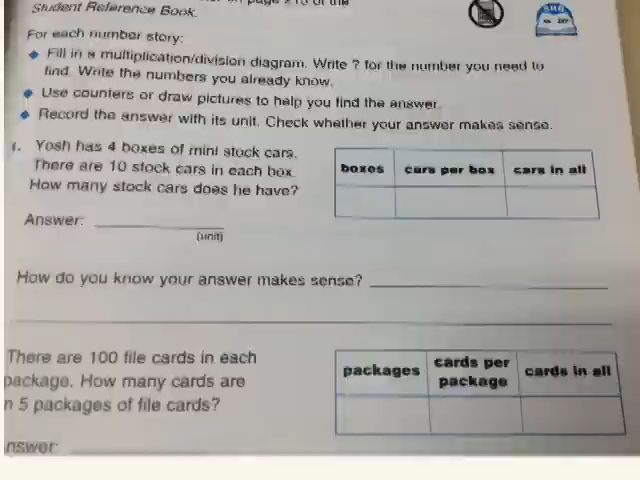 Student Reference Book.
For each number story:
Fill in a multiplication/division diagram. Write ? for the number you need to
find. Write the numbers you already know.
Use counters or draw pictures to help you find the answer.
Record the answer with its unit. Check whether your answer makes sense.
Yosh has 4 boxes of mini stock cars.
There are 10 stock cars in each box.
How many stock cars does he have?
boxes cars per box cars in all
Answer:
(unit)
How do you know your answer makes sense?
There are 100 file cards in each
package. How many cards are
n 5 packages of file cards?
packages cards per package cards in all
nswer: